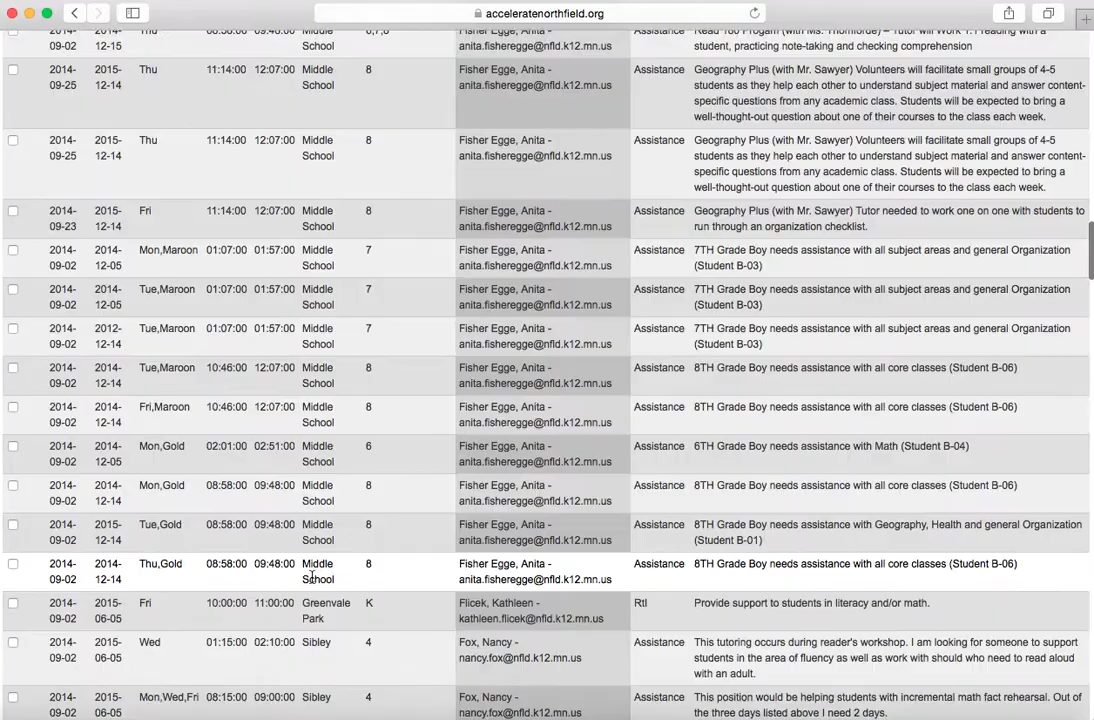 acceleratenorthfield.org
2014- 2014- Thu 08:58:00 09:48:00 Middle 6,7,8 Assistance Read 180 Progam (with Ms. Thornforde) – Tutor will Work 1:1 reading with a
09-02 12-15 School anita.fisheregge@nfld.k12.mn.us student, practicing note-taking and checking comprehension
2014- 2015- Thu 11:14:00 12:07:00 Middle 8 Fisher Egge, Anita - Assistance Geography Plus (with Mr. Sawyer) Volunteers will facilitate small groups of 4-5
09-25 12-14 School anita.fisheregge@nfld.k12.mn.us students as they help each other to understand subject material and answer content-
specific questions from any academic class. Students will be expected to bring a
well-thought-out question about one of their courses to the class each week.
2014- 2015- Thu 11:14:00 12:07:00 Middle 8 Fisher Egge, Anita - Assistance Geography Plus (with Mr. Sawyer) Volunteers will facilitate small groups of 4-5
09-25 12-14 School anita.fisheregge@nfld.k12.mn.us students as they help each other to understand subject material and answer content-
specific questions from any academic class. Students will be expected to bring a
well-thought-out question about one of their courses to the class each week.
2014- 2015- Fri 11:14:00 12:07:00 Middle 8 Fisher Egge, Anita - Assistance Geography Plus (with Mr. Sawyer) Tutor needed to work one on one with students to
09-23 12-14 School anita.fisheregge@nfld.k12.mn.us run through an organization checklist.
2014- 2014- Mon,Maroon 01:07:00 01:57:00 Middle 7 Fisher Egge, Anita - Assistance 7TH Grade Boy needs assistance with all subject areas and general Organization
09-02 12-05 School anita.fisheregge@nfld.k12.mn.us (Student B-03)
2014- 2014- Tue,Maroon 01:07:00 01:57:00 Middle 7 Fisher Egge, Anita - Assistance 7TH Grade Boy needs assistance with all subject areas and general Organization
09-02 12-05 School anita.fisheregge@nfld.k12.mn.us (Student B-03)
2014- 2012- Tue,Maroon 01:07:00 01:57:00 Middle 7 Fisher Egge, Anita - Assistance 7TH Grade Boy needs assistance with all subject areas and general Organization
09-02 12-14 School anita.fisheregge@nfld.k12.mn.us (Student B-03)
2014- 2014- Tue,Maroon 10:46:00 12:07:00 Middle 8 Fisher Egge, Anita - Assistance 8TH Grade Boy needs assistance with all core classes (Student B-06)
09-02 12-14 School anita.fisheregge@nfld.k12.mn.us
2014- 2014- Fri,Maroon 10:46:00 12:07:00 Middle 8 Fisher Egge, Anita - Assistance 8TH Grade Boy needs assistance with all core classes (Student B-06)
09-02 12-14 School anita.fisheregge@nfld.k12.mn.us
2014- 2014- Mon,Gold 02:01:00 02:51:00 Middle 6 Fisher Egge, Anita - Assistance 6TH Grade Boy needs assistance with Math (Student B-04)
09-02 12-05 School anita.fisheregge@nfld.k12.mn.us
2014- 2014- Mon,Gold 08:58:00 09:48:00 Middle 8 Fisher Egge, Anita - Assistance 8TH Grade Boy needs assistance with all core classes (Student B-06)
09-02 12-14 School anita.fisheregge@nfld.k12.mn.us
2014- 2015- Tue,Gold 08:58:00 09:48:00 Middle 8 Fisher Egge, Anita - Assistance 8TH Grade Boy needs assistance with Geography, Health and general Organization
09-02 12-14 School anita.fisheregge@nfld.k12.mn.us (Student B-01)
2014- 2014- Thu,Gold 08:58:00 09:48:00 Middle 8 Fisher Egge, Anita - Assistance 8TH Grade Boy needs assistance with all core classes (Student B-06)
09-02 12-14 School anita.fisheregge@nfld.k12.mn.us
2014- 2015- Fri 10:00:00 11:00:00 Greenvale K Flicek, Kathleen - Rtl Provide support to students in literacy and/or math.
09-02 06-05 Park kathleen.flicek@nfld.k12.mn.us
2014- 2015- Wed 01:15:00 02:10:00 Sibley 4 Fox, Nancy - Assistance This tutoring occurs during reader's workshop. I am looking for someone to support
09-02 06-05 nancy.fox@nfld.k12.mn.us students in the area of fluency as well as work with should who need to read aloud
with an adult.
2014- 2015- Mon,Wed,Fri 08:15:00 09:00:00 Sibley 4 Fox, Nancy - Assistance This position would be helping students with incremental math fact rehearsal. Out of
09-02 06-05 nancy.fox@nfld.k12.mn.us the three days listed above I need 2 days.